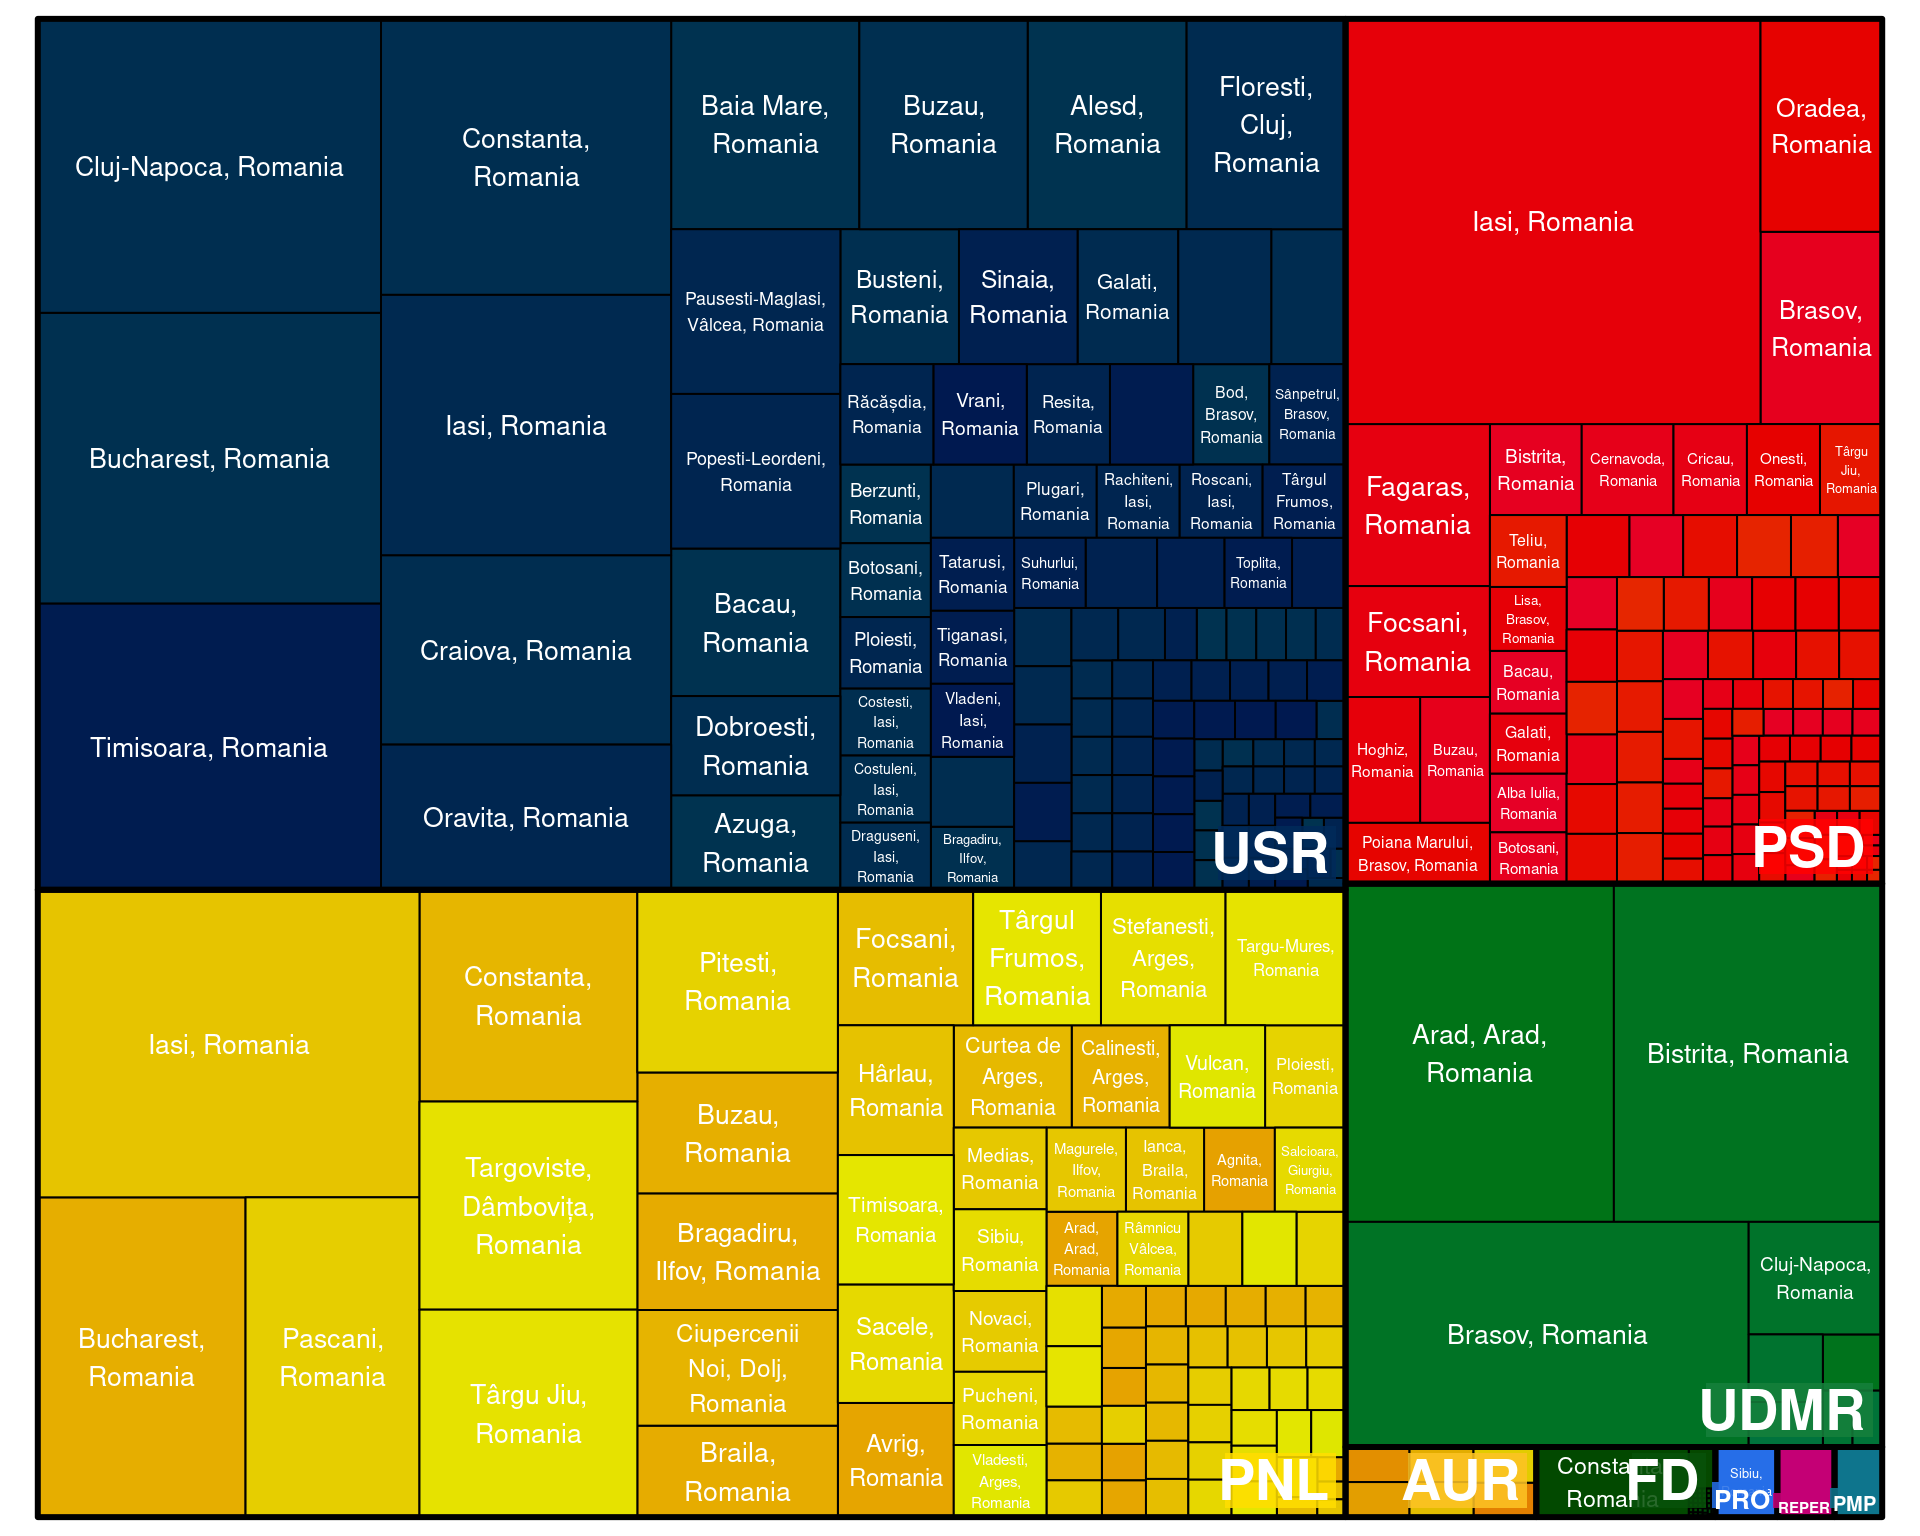 Cluj-Napoca, Romania
Bucharest, Romania
Timisoara, Romania
Constanta,
Romania
Iasi, Romania
Craiova, Romania
Oravita, Romania
Baia Mare,
Romania
Buzau,
Romania
Alesd,
Romania
Floresti,
Cluj,
Romania
Pausesti-Maglasi,
Vâlcea, Romania
Popesti-Leordeni,
Romania
Bacau,
Romania
Dobroesti,
Romania
Azuga,
Romania
Busteni,
Romania
Sinaia,
Romania
Galati,
Romania
Răcășdia,
Romania
Vrani,
Romania
Resita,
Romania
Bod,
Brasov,
Romania
Sânpetrul,
Brasov,
Romania
Berzunti,
Romania
Botosani,
Romania
Ploiesti,
Romania
Costesti,
Iasi,
Romania
Costuleni,
Iasi,
Romania
Draguseni,
Iasi,
Romania
Plugari,
Romania
Rachiteni,
Iasi,
Romania
Roscani,
Iasi,
Romania
Târgul
Frumos,
Romania
Tatarusi,
Romania
Tiganasi,
Romania
Vladeni,
Iasi,
Romania
Bragadiru,
Ilfov,
Romania
Suhurlui,
Romania
Toplita,
Romania
USR
Iasi, Romania
Oradea,
Romania
Brasov,
Romania
Fagaras,
Romania
Focsani,
Romania
Hoghiz,
Romania
Buzau,
Romania
Poiana Marului,
Brasov, Romania
Bistrita,
Romania
Cernavoda,
Romania
Cricau,
Romania
Onesti,
Romania
Târgu
Jiu,
Romania
Teliu,
Romania
Lisa,
Brasov,
Romania
Bacau,
Romania
Galati,
Romania
Alba Iulia,
Romania
Botosani,
Romania
PSD
Iasi, Romania
Bucharest,
Romania
Pascani,
Romania
Constanta,
Romania
Targoviste,
Dâmbovița,
Romania
Târgu Jiu,
Romania
Pitesti,
Romania
Buzau,
Romania
Bragadiru,
Ilfov, Romania
Ciupercenii
Noi, Dolj,
Romania
Braila,
Romania
Focsani,
Romania
Târgul
Frumos,
Romania
Stefanesti,
Arges,
Romania
Targu-Mures,
Romania
Hârlau,
Romania
Timisoara,
Romania
Sacele,
Romania
Avrig,
Romania
Curtea de
Arges,
Romania
Calinesti,
Arges,
Romania
Vulcan,
Romania
Ploiesti,
Romania
Medias,
Romania
Sibiu,
Romania
Novaci,
Romania
Pucheni,
Romania
Vladesti,
Arges,
Romania
Magurele,
Ilfov,
Romania
Ianca,
Braila,
Romania
Agnita,
Romania
Salcioara,
Giurgiu,
Romania
Arad,
Arad,
Romania
Râmnicu
Vâlcea,
Romania
PNL
Arad, Arad,
Romania
Bistrita, Romania
Brasov, Romania
Cluj-Napoca,
Romania
UDMR
AUR
Constanta,
Romania
FD
Sibiu,
PRO
REPER
PMP